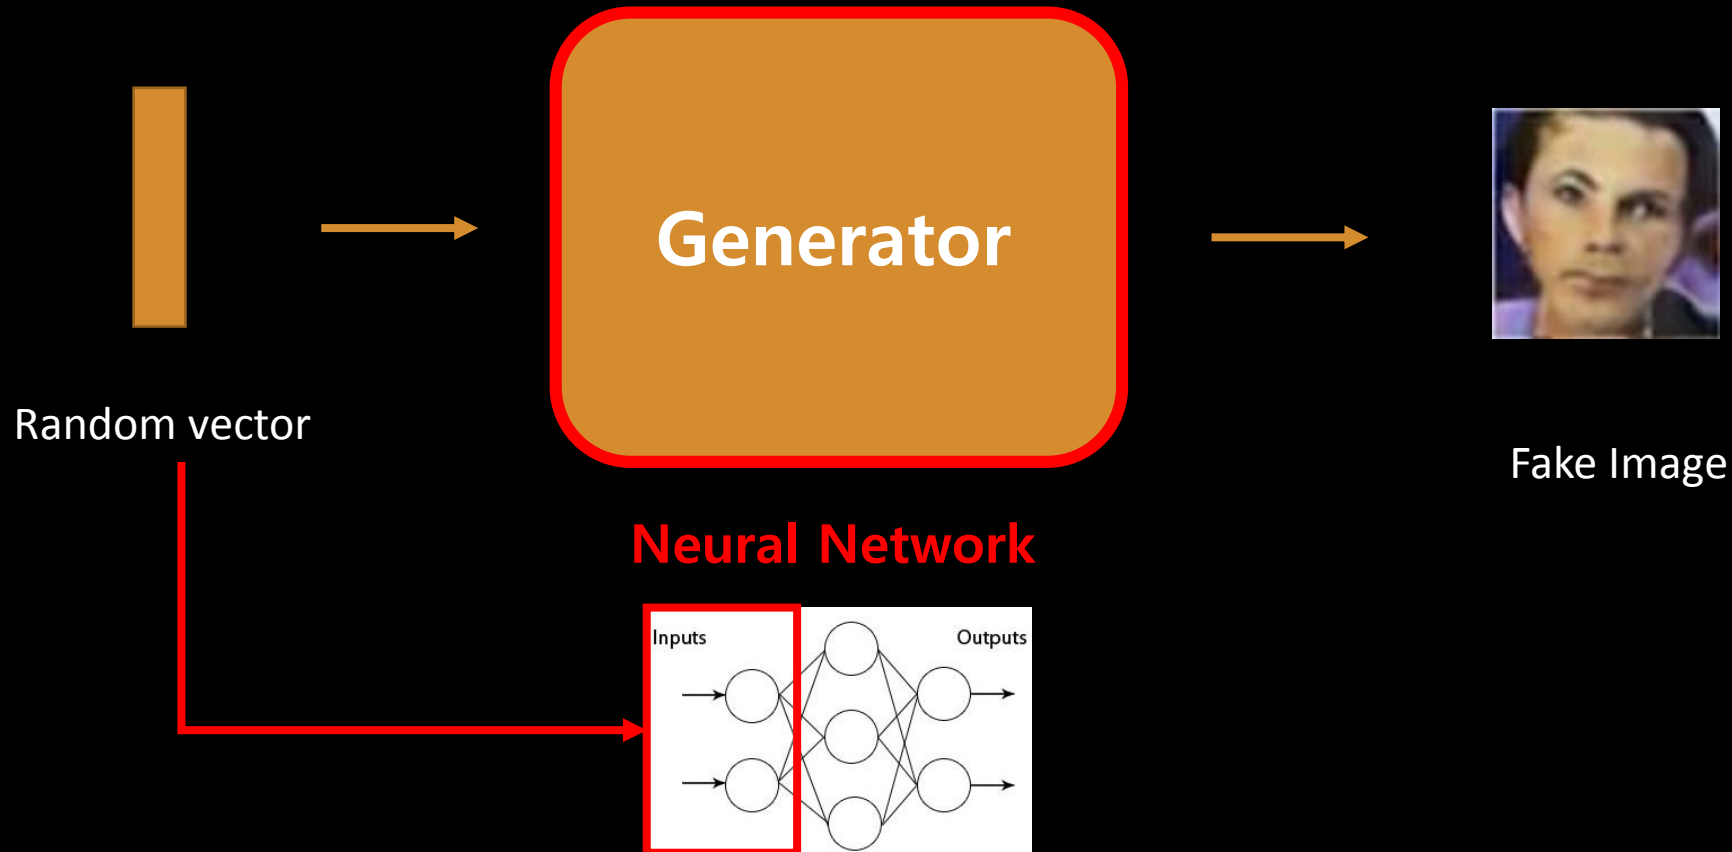 Generator
Random vector
Fake Image
Neural Network
Inputs
Outputs